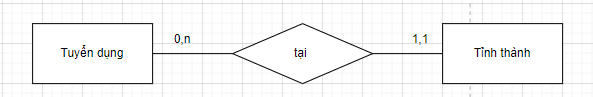 Tuyển dụng
0,n
tại
1,1
Tỉnh thành